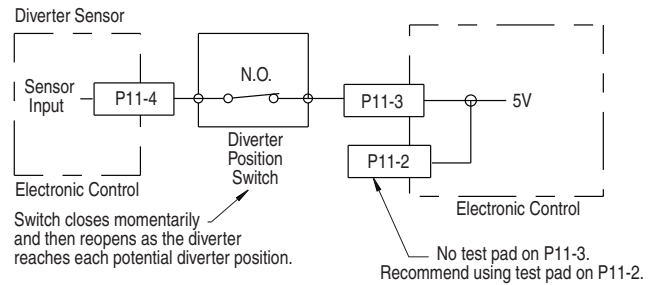 Diverter Sensor
Sensor
Input
P11-4
N.O.
P11-3
5V
P11-2
Diverter
Position
Switch
Electronic Control
Electronic Control
Switch closes momentarily
and then reopens as the diverter
reaches each potential diverter position.
No test pad on P11-3.
Recommend using test pad on P11-2.